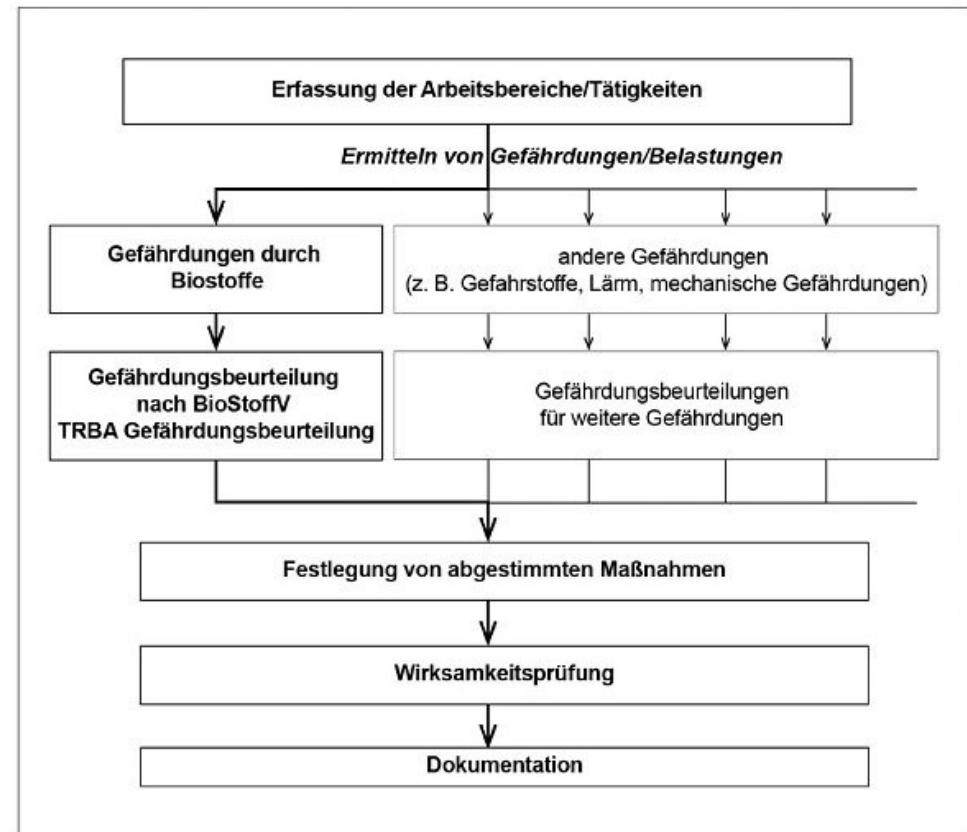 Erfassung der Arbeitsbereiche/Tätigkeiten
Ermitteln von Gefährdungen/Belastungen
Gefährdungen durch
Biostoffe
andere Gefährdungen
(z. B. Gefahrstoffe, Lärm, mechanische Gefährdungen)
Gefährdungsbeurteilung
nach BioStoffV
TRBA Gefährdungsbeurteilung
Gefährdungsbeurteilungen
für weitere Gefährdungen
Festlegung von abgestimmten Maßnahmen
Wirksamkeitsprüfung
Dokumentation